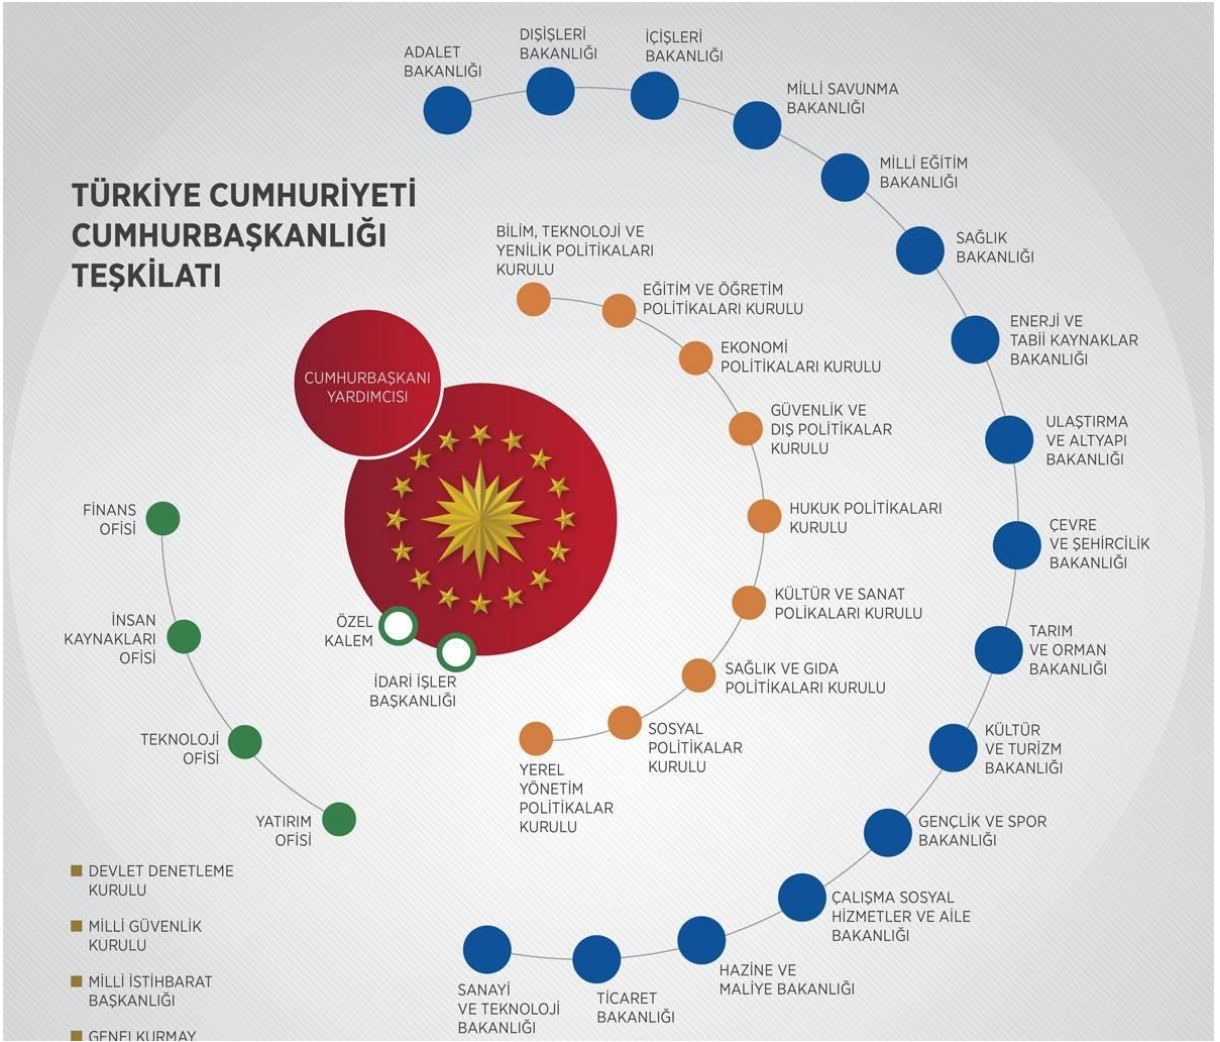 TÜRKİYE CUMHURİYETİ
CUMHURBAŞKANLIĞI
TEŞKİLATI
ADALET
BAKANLIĞI
DIŞİŞLERİ
BAKANLIĞI
İÇİŞLERİ
BAKANLIĞI
MİLLİ SAVUNMA
BAKANLIĞI
MİLLİ EĞİTİM
BAKANLIĞI
SAĞLIK
BAKANLIĞI
ENERJİ VE
TABİİ KAYNAKLAR
BAKANLIĞI
ULAŞTIRMA
VE ALTYAPI
BAKANLIĞI
ÇEVRE
VE ŞEHİRCİLİK
BAKANLIĞI
TARIM
VE ORMAN
BAKANLIĞI
KÜLTÜR
VE TURİZM
BAKANLIĞI
GENÇLİK VE SPOR
BAKANLIĞI
ÇALIŞMA SOSYAL
HİZMETLER VE AİLE
BAKANLIĞI
HAZİNE VE
MALİYE BAKANLIĞI
TİCARET
BAKANLIĞI
SANAYİ
VE TEKNOLOJİ
BAKANLIĞI
BİLİM, TEKNOLOJİ VE
YENİLİK POLİTİKALARI
KURULU
EĞİTİM VE ÖĞRETİM
POLİTİKALARI KURULU
EKONOMİ
POLİTİKALARI KURULU
GÜVENLİK VE
DIŞ POLİTİKALAR
KURULU
HUKUK POLİTİKALARI
KURULU
KÜLTÜR VE SANAT
POLİKALARI KURULU
SAĞLIK VE GIDA
POLİTİKALARI KURULU
SOSYAL
POLİTİKALAR
KURULU
YEREL
YÖNETİM
POLİTİKALAR
KURULU
CUMHURBAŞKANI
YARDIMCISI
ÖZEL
KALEM
İDARİ İŞLER
BAŞKANLIĞI
FİNANS
OFİSİ
İNSAN
KAYNAKLARI
OFİSİ
TEKNOLOJİ
OFİSİ
YATIRIM
OFİSİ
DEVLET DENETLEME
KURULU
MİLLİ GÜVENLİK
KURULU
MİLLİ İSTİHBARAT
BAŞKANLIĞI
GENELKURMAY